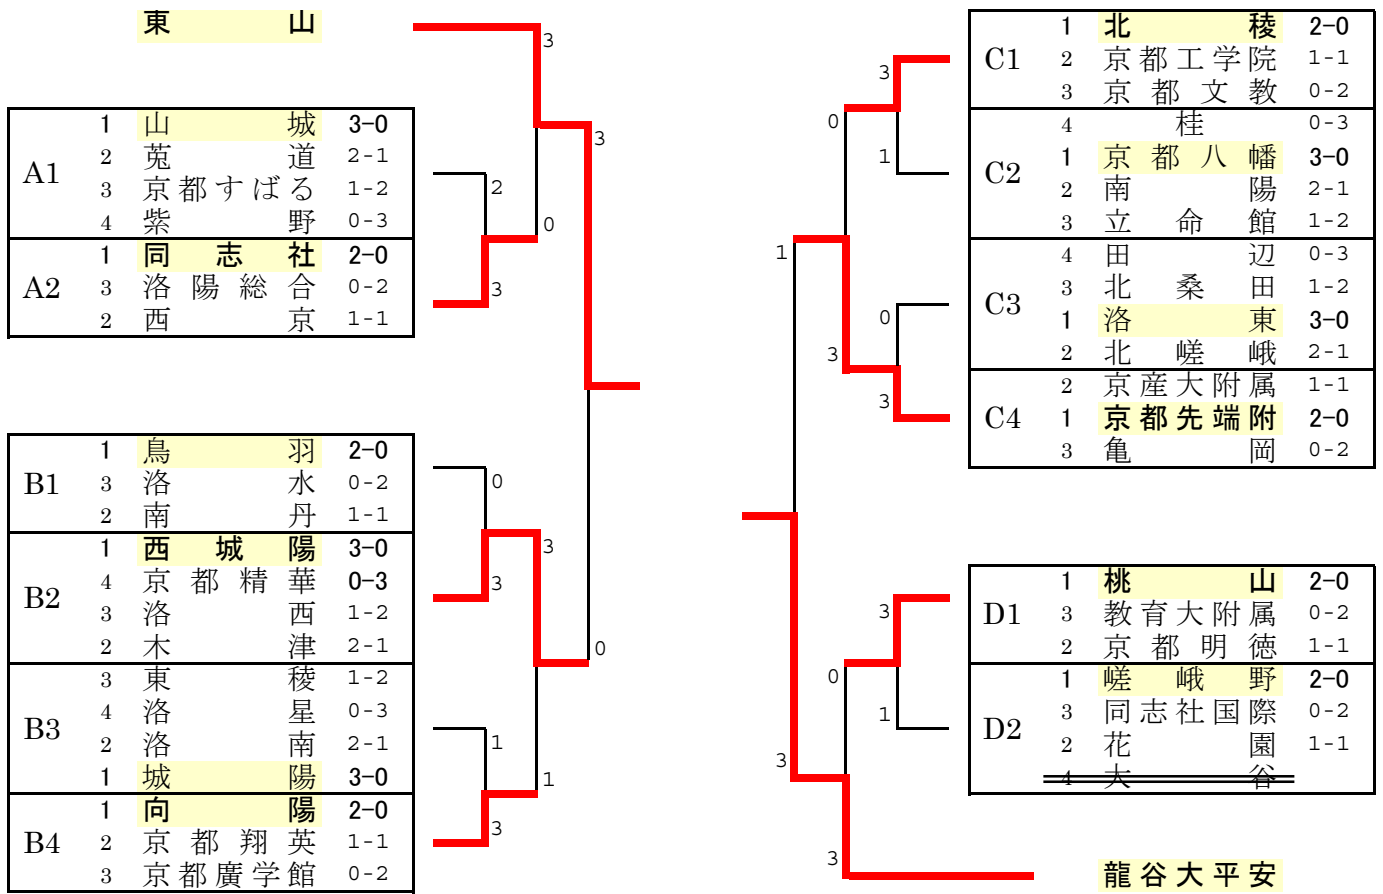 東山
A1
1 山城 3-0
2 莵道 2-1
3 京都すばる 1-2
4 紫野 0-3
A2
1 同志社 2-0
3 洛陽総合 0-2
2 西京 1-1
B1
1 鳥羽 2-0
3 洛水 0-2
2 南丹 1-1
B2
1 西城陽 3-0
4 京都精華 0-3
3 洛西 1-2
2 木津 2-1
B3
3 東稜 1-2
4 洛星 0-3
2 洛南 2-1
1 城陽 3-0
B4
1 向陽 2-0
2 京都翔英 1-1
3 京都廣学館 0-2
3
3
2
0
3
0
3
3
0
1
1
3
3
0
1
1
0
3
3
3
0
1
3
3
C1
1 北稜 2-0
2 京都工学院 1-1
3 京都文教 0-2
C2
4 桂 0-3
1 京都八幡 3-0
2 南陽 2-1
3 立命館 1-2
C3
4 田辺 0-3
3 北桑田 1-2
1 洛東 3-0
2 北嵯峨 2-1
C4
2 京産大附属 1-1
1 京都先端附 2-0
3 亀岡 0-2
D1
1 桃山 2-0
3 教育大附属 0-2
2 京都明徳 1-1
D2
1 嵯峨野 2-0
3 同志社国際 0-2
2 花園 1-1
4 大谷
龍谷大平安